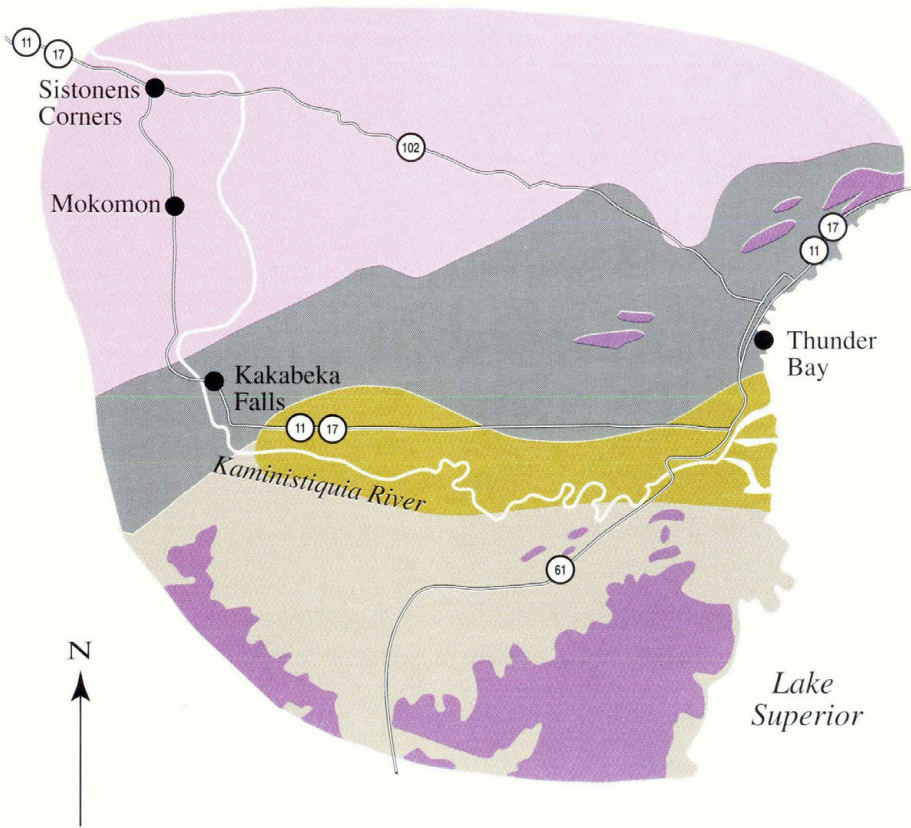 11
17
Sistonens
Corners
102
Mokomon
17
11
Thunder
Bay
Kakabeka
Falls
11
17
Kaministiquia River
61
N
Lake
Superior